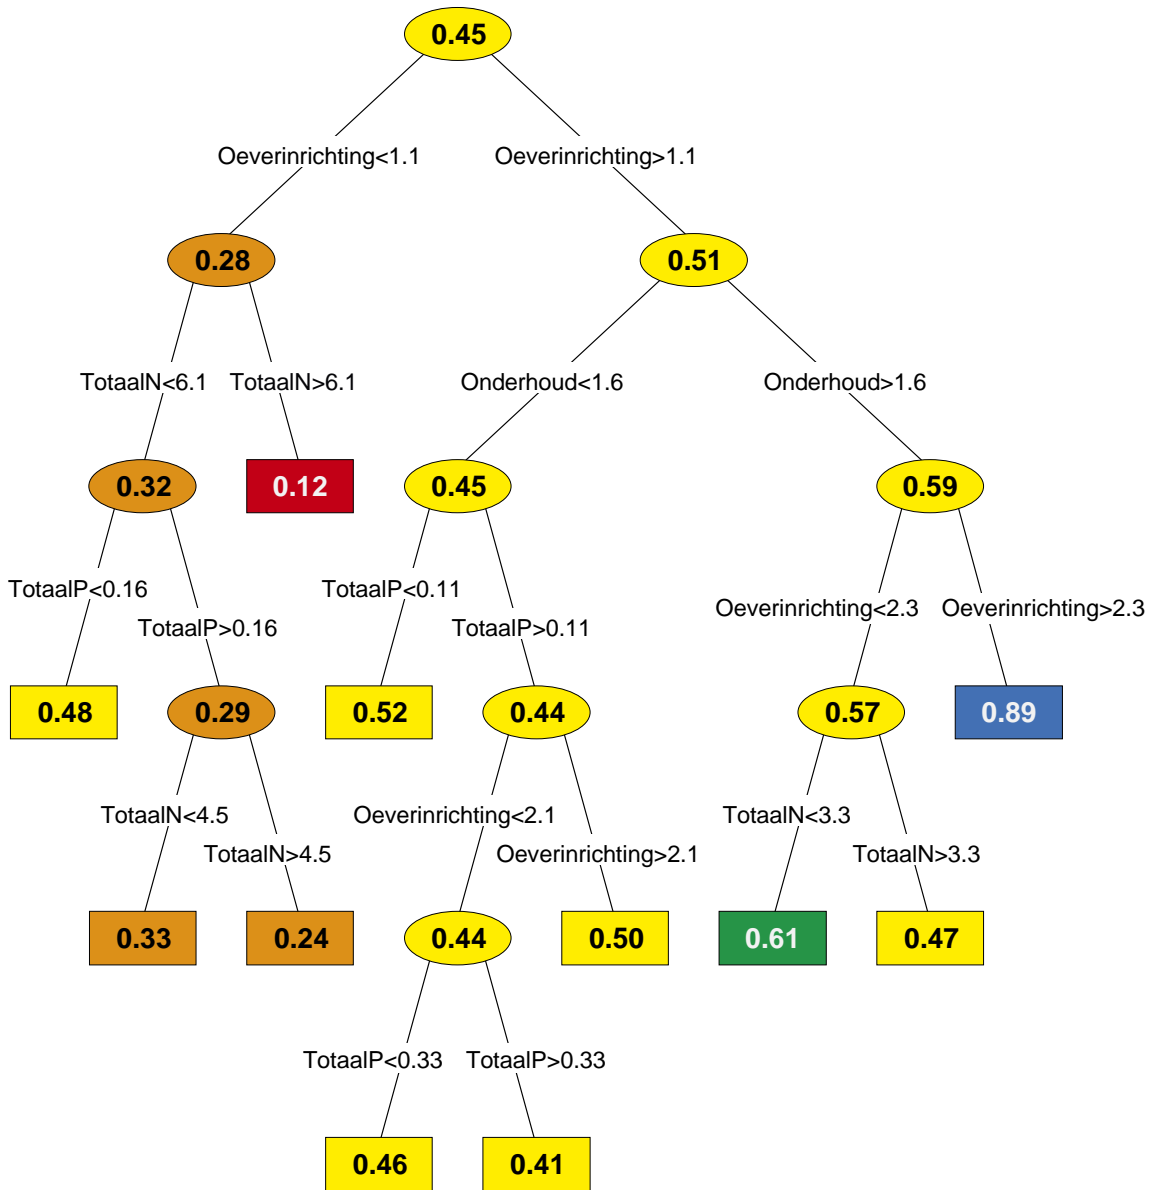 0.45
Oeverinrichting<1.1 Oeverinrichting>1.1
0.28 0.51
TotaalN<6.1 TotaalN>6.1 Onderhoud<1.6 Onderhoud>1.6
0.32 0.12 0.45 0.59
TotaalP<0.16 TotaalP<0.11
Oeverinrichting<2.3 Oeverinrichting>2.3
TotaalP>0.16 TotaalP>0.11
0.48 0.29 0.52 0.44 0.57 0.89
TotaalN<4.5 Oeverinrichting<2.1 TotaalN<3.3
TotaalN>4.5 Oeverinrichting>2.1 TotaalN>3.3
0.33 0.24 0.44 0.50 0.61 0.47
TotaalP<0.33 TotaalP>0.33
0.46 0.41